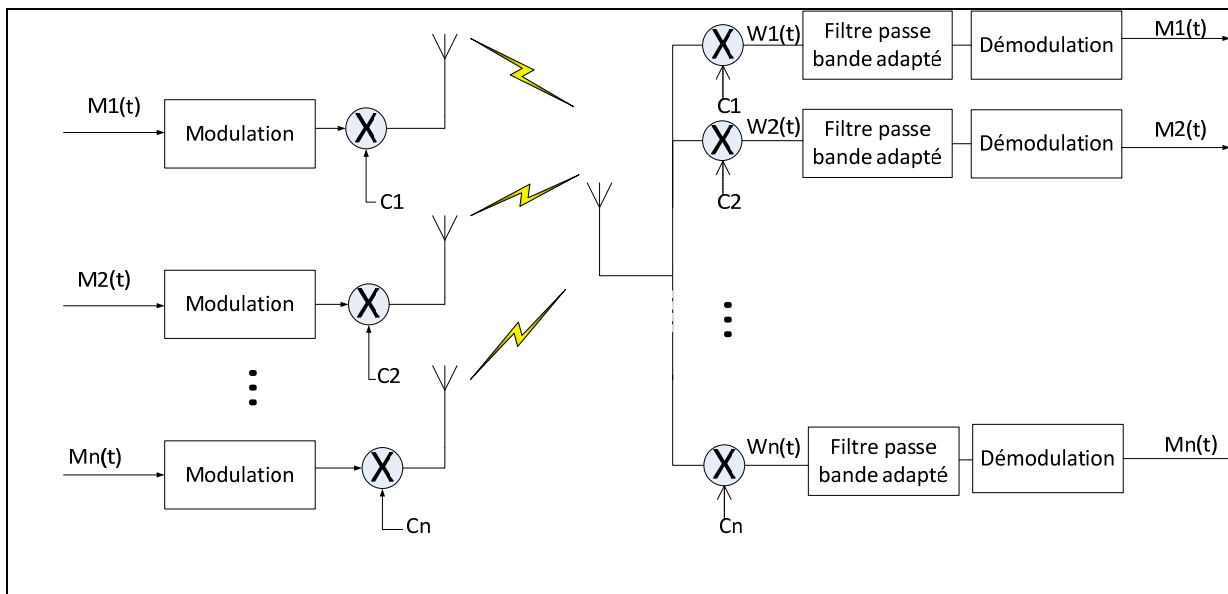 M1(t)
Modulation
X
C1
M2(t)
Modulation
X
C2
Mn(t)
Modulation
X
Cn
X
W1(t)
Filtre passe
bande adapté
Démodulation
M1(t)
C1
X
W2(t)
Filtre passe
bande adapté
Démodulation
M2(t)
C2
X
Wn(t)
Filtre passe
bande adapté
Démodulation
Mn(t)
Cn